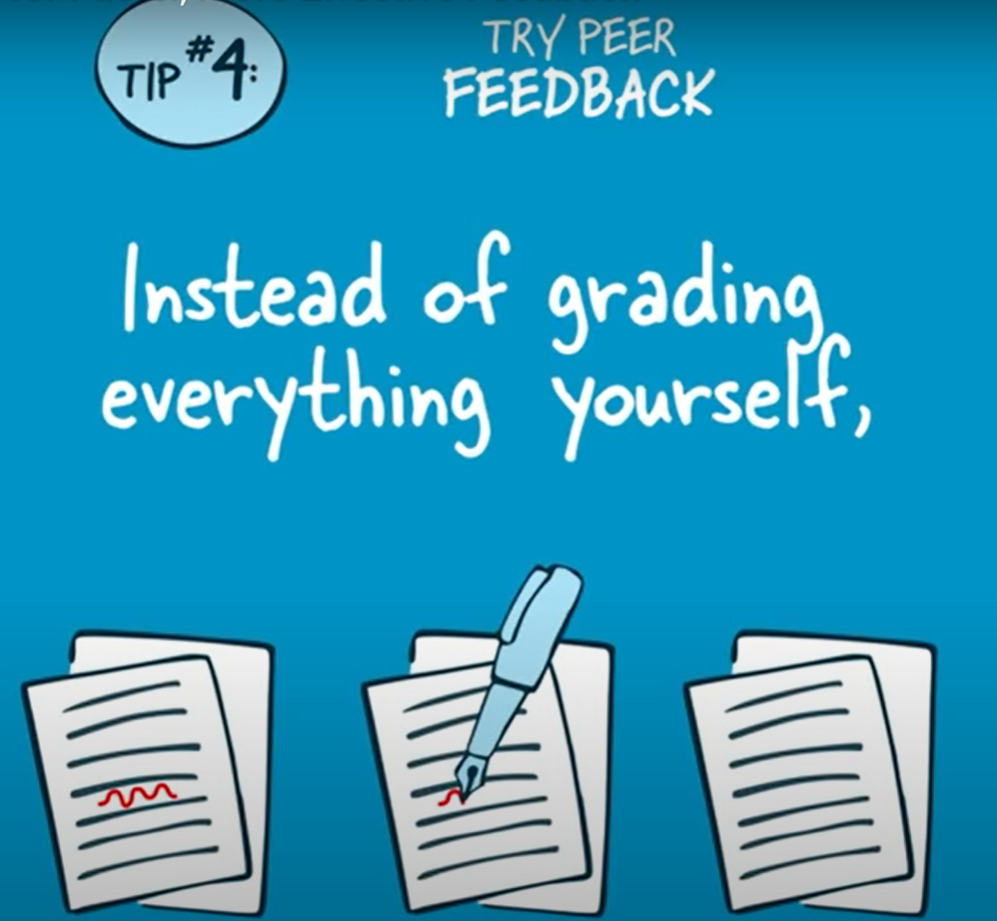 TIP #4:
TRY PEER
FEEDBACK
Instead of grading
everything yourself,